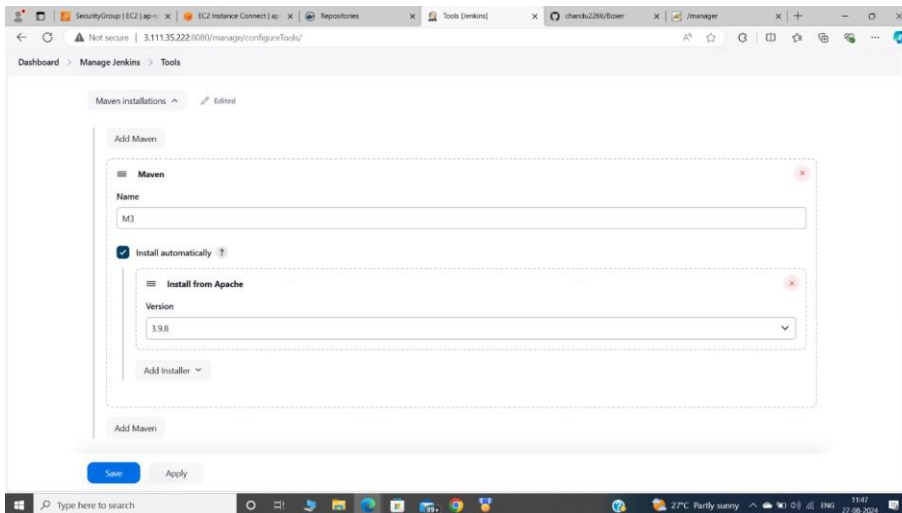 SecurityGroup | EC2 | ap-s
EC2 Instance Connect | ap-
Repositories
Tools [Jenkins]
chandu2266/Boxer
/manager
Not secure
3.111.35.222:8080/manage/configureTools/
Dashboard > Manage Jenkins > Tools
Maven installations
Edited
Add Maven
Maven
Name
M3
Install automatically ?
Install from Apache
Version
3.9.8
Add Installer
Add Maven
Save
Apply
Type here to search
99+
27°C Partly sunny
ENG
11:47
27-08-2024